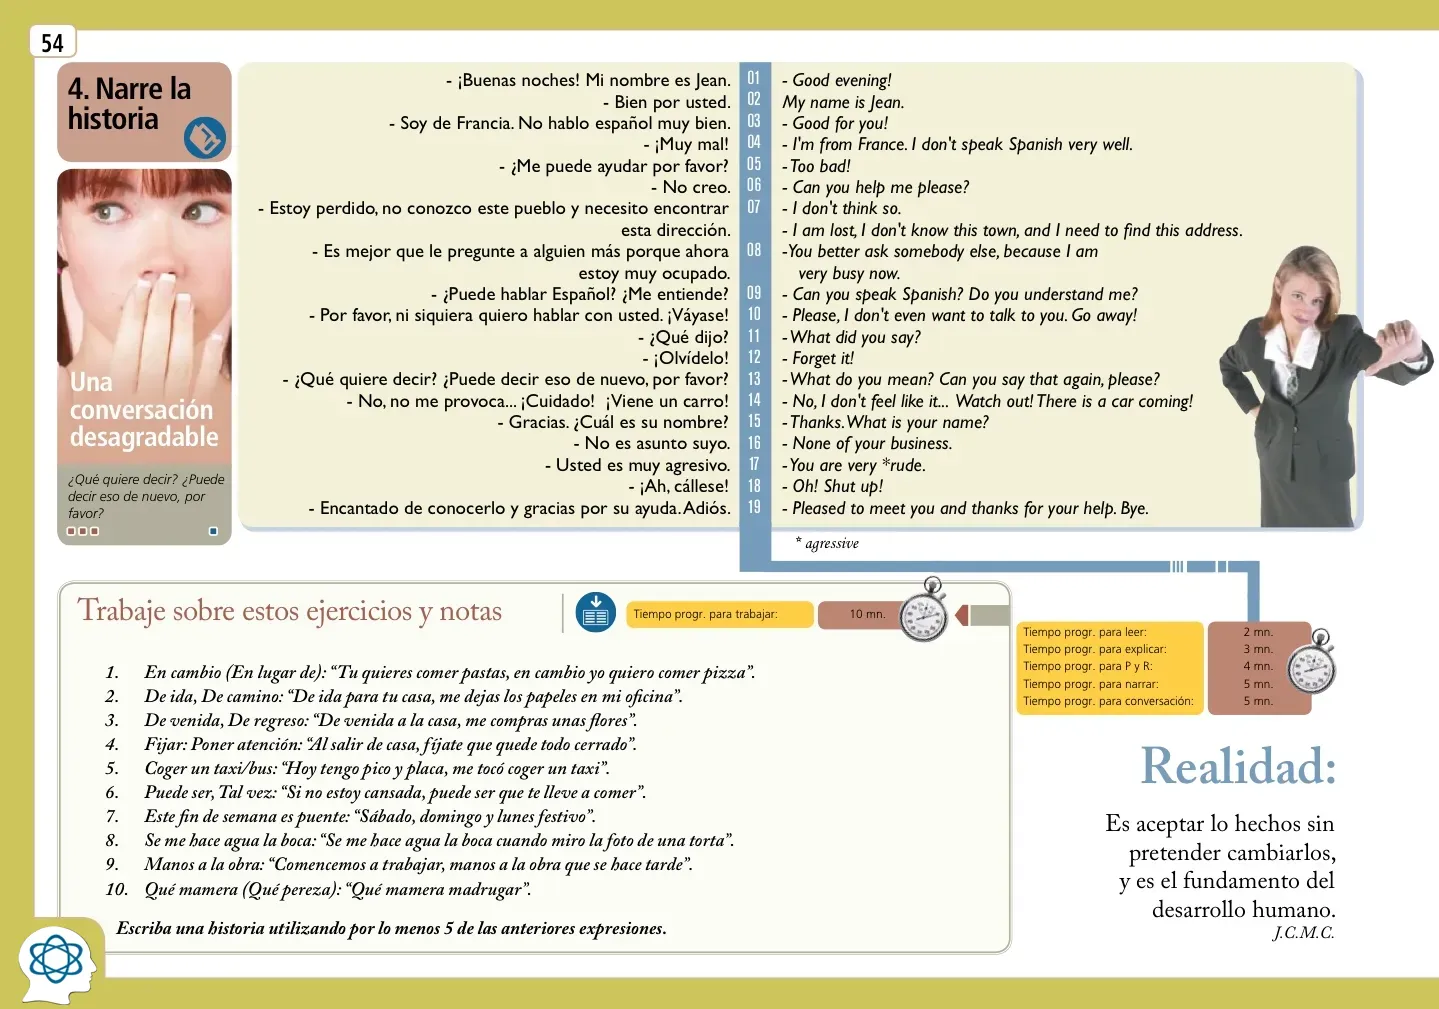 54
4. Narre la
historia
Una
conversación
desagradable
¿Qué quiere decir? ¿Puede
decir eso de nuevo, por
favor?
- ¡Buenas noches! Mi nombre es Jean.
- Bien por usted.
- Soy de Francia. No hablo español muy bien.
- ¡Muy mal!
- ¿Me puede ayudar por favor?
- No creo.
- Estoy perdido, no conozco este pueblo y necesito encontrar
esta dirección.
- Es mejor que le pregunte a alguien más porque ahora
estoy muy ocupado.
- ¿Puede hablar Español? ¿Me entiende?
- Por favor, ni siquiera quiero hablar con usted. ¡Váyase!
- ¿Qué dijo?
- ¡Olvídelo!
- ¿Qué quiere decir? ¿Puede decir eso de nuevo, por favor?
- No, no me provoca... ¡Cuidado! ¡Viene un carro!
- Gracias. ¿Cuál es su nombre?
- No es asunto suyo.
- Usted es muy agresivo.
- ¡Ah, cállese!
- Encantado de conocerlo y gracias por su ayuda. Adiós.
01
02
03
04
05
06
07
08
09
10
11
12
13
14
15
16
17
18
19
- Good evening!
My name is Jean.
- Good for you!
- I'm from France. I don't speak Spanish very well.
- Too bad!
- Can you help me please?
- I don't think so.
- I am lost, I don't know this town, and I need to find this address.
- You better ask somebody else, because I am
very busy now.
- Can you speak Spanish? Do you understand me?
- Please, I don't even want to talk to you. Go away!
- What did you say?
- Forget it!
- What do you mean? Can you say that again, please?
- No, I don't feel like it... Watch out! There is a car coming!
- Thanks. What is your name?
- None of your business.
- You are very *rude.
- Oh! Shut up!
- Pleased to meet you and thanks for your help. Bye.
* agressive
Trabaje sobre estos ejercicios y notas
Tiempo progr. para trabajar: 10 mn.
1. En cambio (En lugar de): “Tu quieres comer pastas, en cambio yo quiero comer pizza”.
2. De ida, De camino: “De ida para tu casa, me dejas los papeles en mi oficina”.
3. De venida, De regreso: “De venida a la casa, me compras unas flores”.
4. Fijar: Poner atención: “Al salir de casa, fíjate que quede todo cerrado”.
5. Coger un taxi/bus: “Hoy tengo pico y placa, me tocó coger un taxi”.
6. Puede ser, Tal vez: “Si no estoy cansada, puede ser que te lleve a comer”.
7. Este fin de semana es puente: “Sábado, domingo y lunes festivo”.
8. Se me hace agua la boca: “Se me hace agua la boca cuando miro la foto de una torta”.
9. Manos a la obra: “Comencemos a trabajar, manos a la obra que se hace tarde”.
10. Qué mamera (Qué pereza): “Qué mamera madrugar”.
Escriba una historia utilizando por lo menos 5 de las anteriores expresiones.
Tiempo progr. para leer: 2 mn.
Tiempo progr. para explicar: 3 mn.
Tiempo progr. para P y R: 4 mn.
Tiempo progr. para narrar: 5 mn.
Tiempo progr. para conversación: 5 mn.
Realidad:
Es aceptar lo hechos sin
pretender cambiarlos,
y es el fundamento del
desarrollo humano.
J.C.M.C.